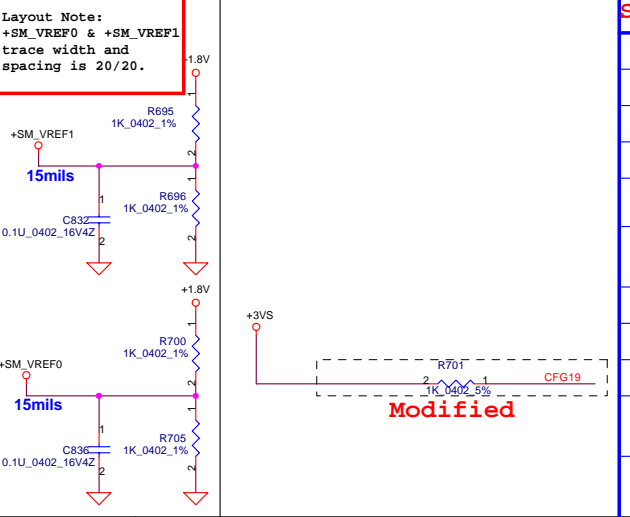 Layout Note:
+SM_VREF0 & +SM_VREF1
trace width and
spacing is 20/20.
+1.8V
1
R695
1K_0402_1%
2
+SM_VREF1
15mils
1
R696
1K_0402_1%
2
1
C832
0.1U_0402_16V4Z
2
+1.8V
1
R700
1K_0402_1%
2
+SM_VREF0
15mils
1
R705
1K_0402_1%
2
1
C836
0.1U_0402_16V4Z
2
+3VS
R701
2
1
1K_0402_5%
CFG19
Modified